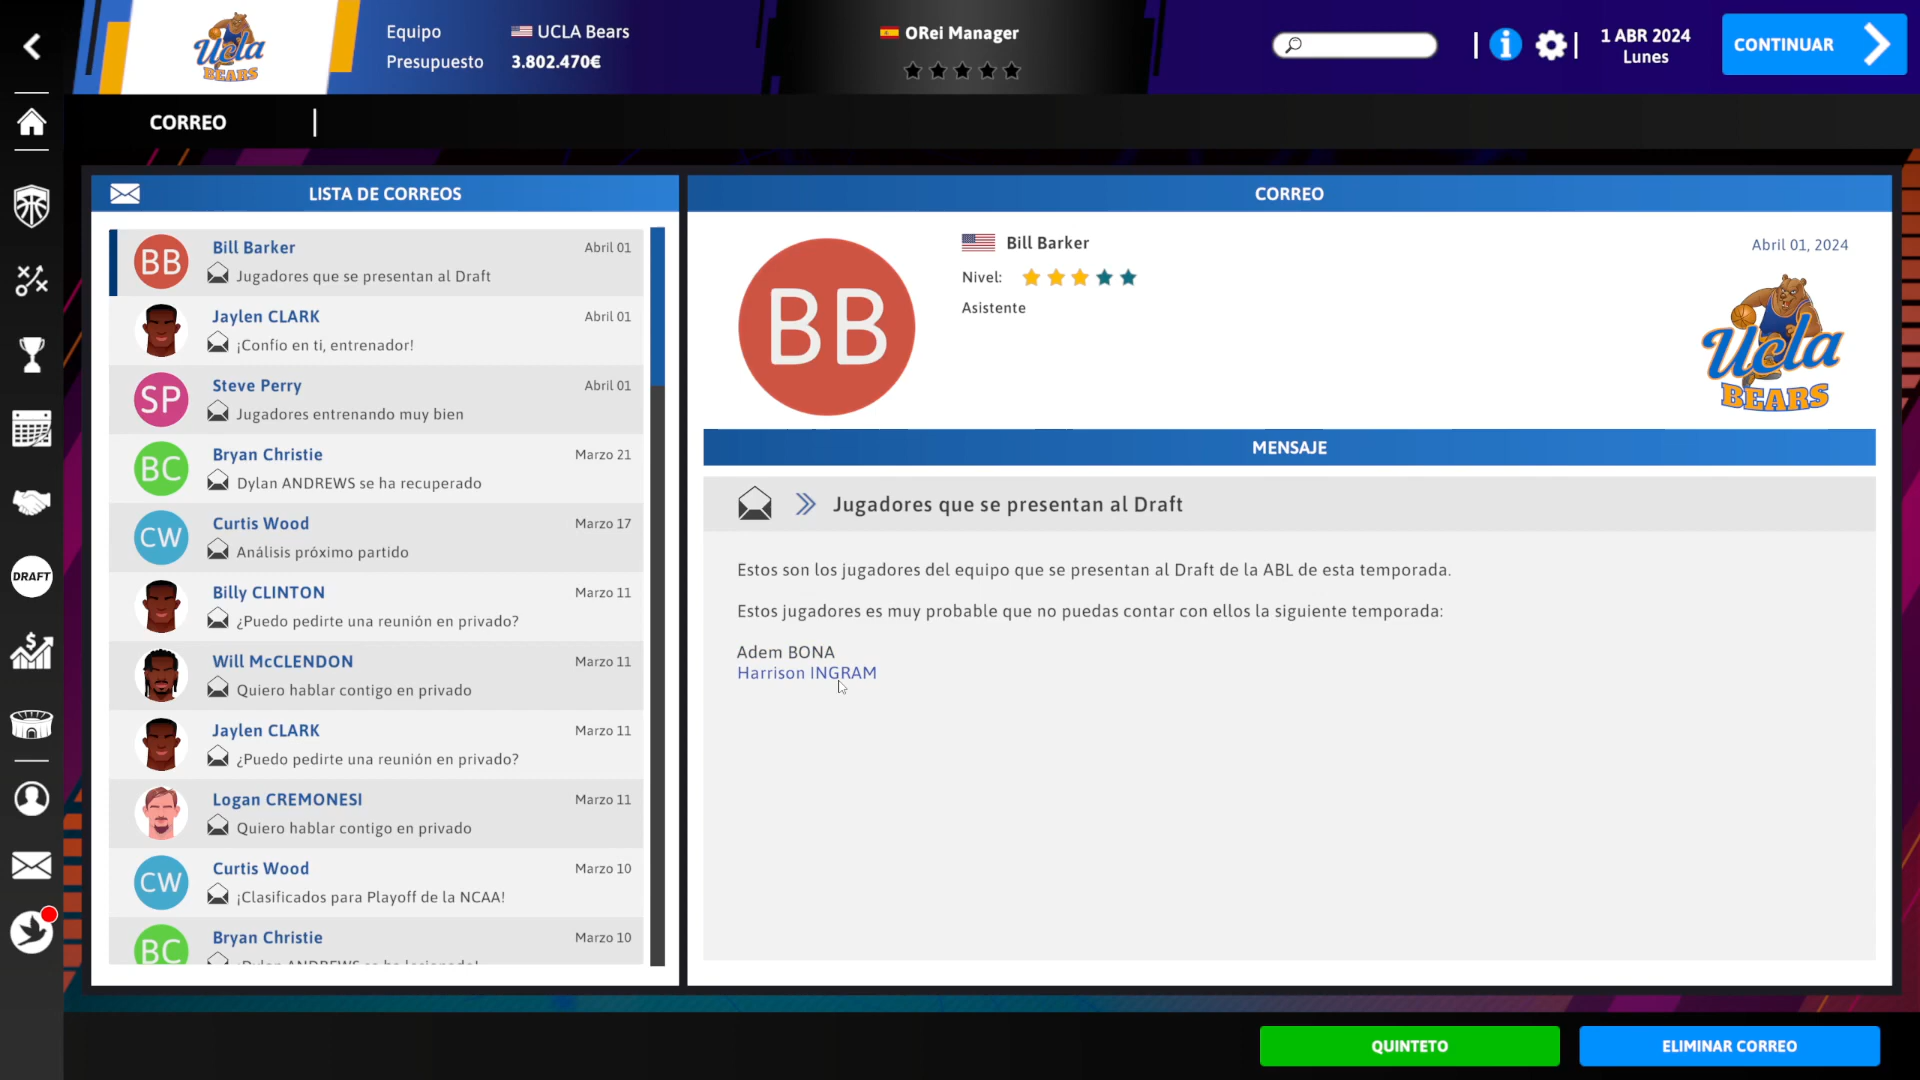 Ucla
BEARS
Equipo
UCLA Bears
Presupuesto
3.802.470€
ORei Manager
1 ABR 2024
Lunes
CONTINUAR
CORREO
LISTA DE CORREOS
BB
Bill Barker
Abril 01
Jugadores que se presentan al Draft
Jaylen CLARK
Abril 01
¡Confío en ti, entrenador!
SP
Steve Perry
Abril 01
Jugadores entrenando muy bien
BC
Bryan Christie
Marzo 21
Dylan ANDREWS se ha recuperado
CW
Curtis Wood
Marzo 17
Análisis próximo partido
Billy CLINTON
Marzo 11
¿Puedo pedirte una reunión en privado?
Will McCLENDON
Marzo 11
Quiero hablar contigo en privado
Jaylen CLARK
Marzo 11
¿Puedo pedirte una reunión en privado?
Logan CREMONESI
Marzo 11
Quiero hablar contigo en privado
CW
Curtis Wood
Marzo 10
¡Clasificados para Playoff de la NCAA!
BC
Bryan Christie
Marzo 10
¡Dylan ANDREWS se ha lesionado!
DRAFT
CORREO
BB
Bill Barker
Nivel:
Asistente
Abril 01, 2024
Ucla
BEARS
MENSAJE
Jugadores que se presentan al Draft
Estos son los jugadores del equipo que se presentan al Draft de la ABL de esta temporada.
Estos jugadores es muy probable que no puedas contar con ellos la siguiente temporada:
Adem BONA
Harrison INGRAM
QUINTETO
ELIMINAR CORREO